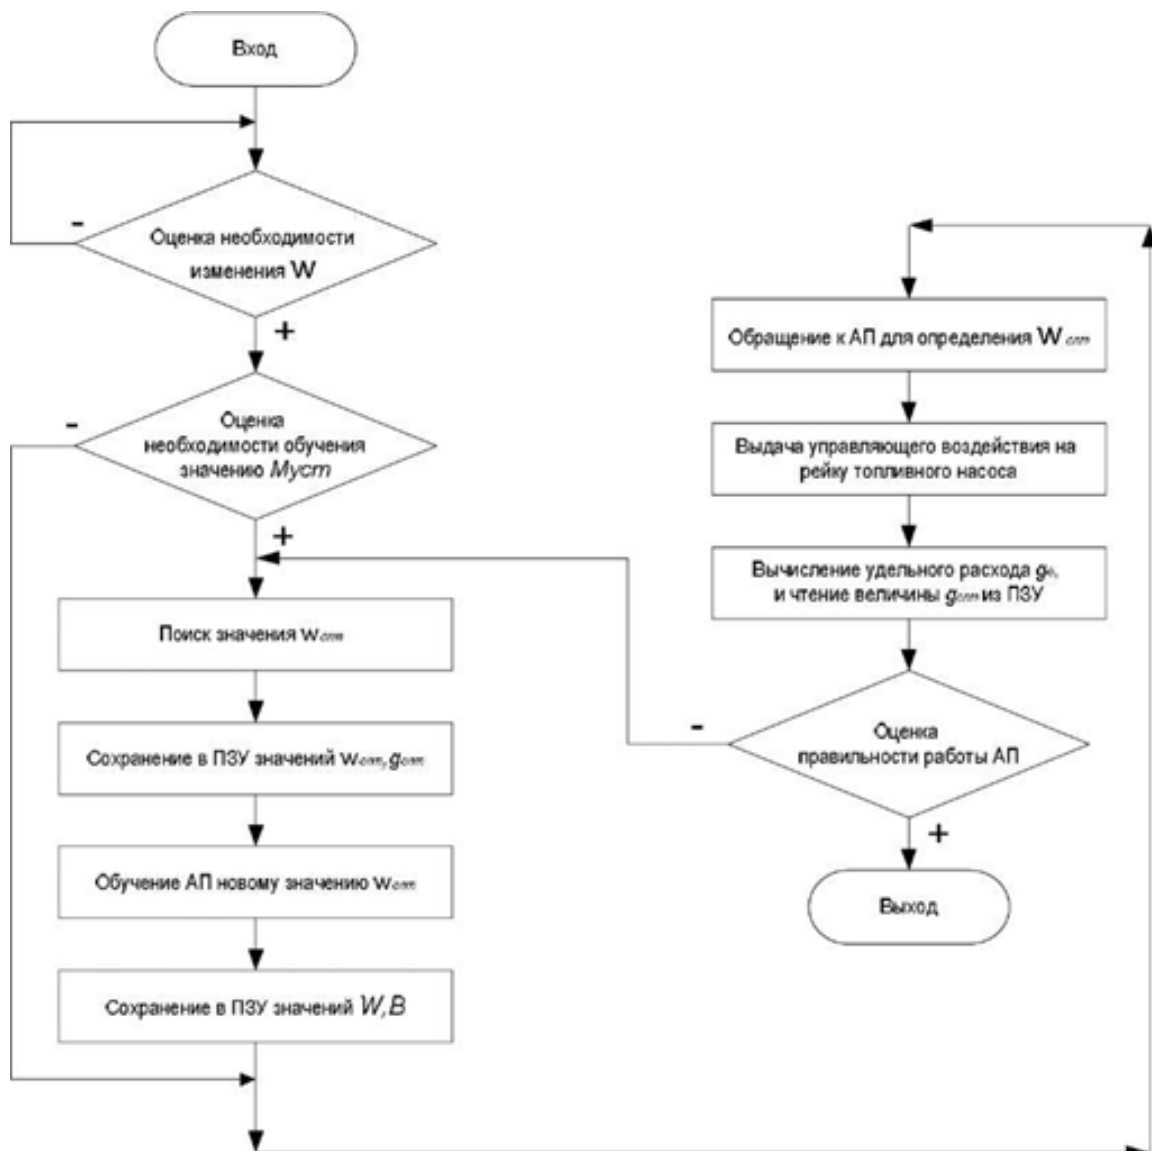 Вход
-
Оценка необходимости
изменения W
+
-
Оценка
необходимости обучения
значению Муст
+
Поиск значения wопт
Сохранение в ПЗУ значений wопт, gопт
Обучение АП новому значению wопт
Сохранение в ПЗУ значений W, B
Обращение к АП для определения Wопт
Выдача управляющего воздействия на
рейку топливного насоса
Вычисление удельного расхода gе,
и чтение величины gопт из ПЗУ
-
Оценка
правильности работы АП
+
Выход